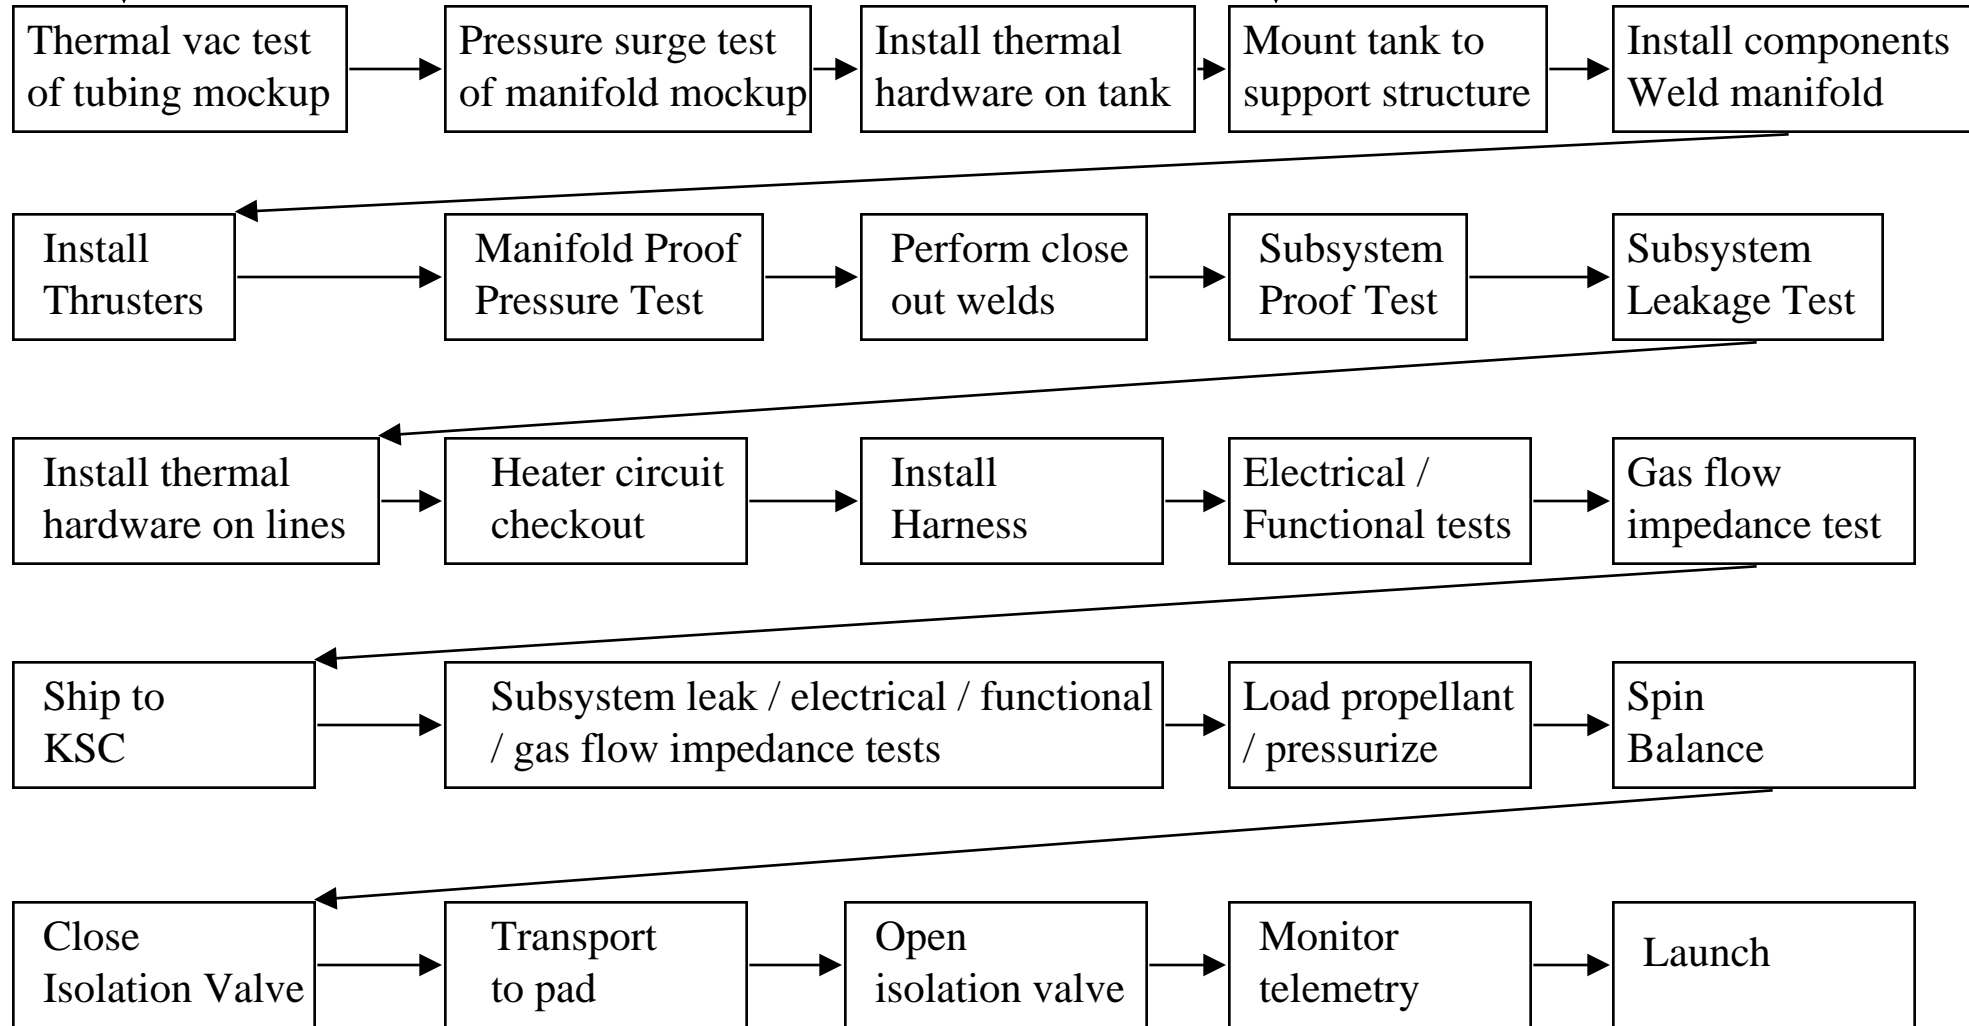 Thermal vac test
of tubing mockup
Pressure surge test
of manifold mockup
Install thermal
hardware on tank
Mount tank to
support structure
Install components
Weld manifold
Install
Thrusters
Manifold Proof
Pressure Test
Perform close
out welds
Subsystem
Proof Test
Subsystem
Leakage Test
Install thermal
hardware on lines
Heater circuit
checkout
Install
Harness
Electrical /
Functional tests
Gas flow
impedance test
Ship to
KSC
Subsystem leak / electrical / functional
/ gas flow impedance tests
Load propellant
/ pressurize
Spin
Balance
Close
Isolation Valve
Transport
to pad
Open
isolation valve
Monitor
telemetry
Launch